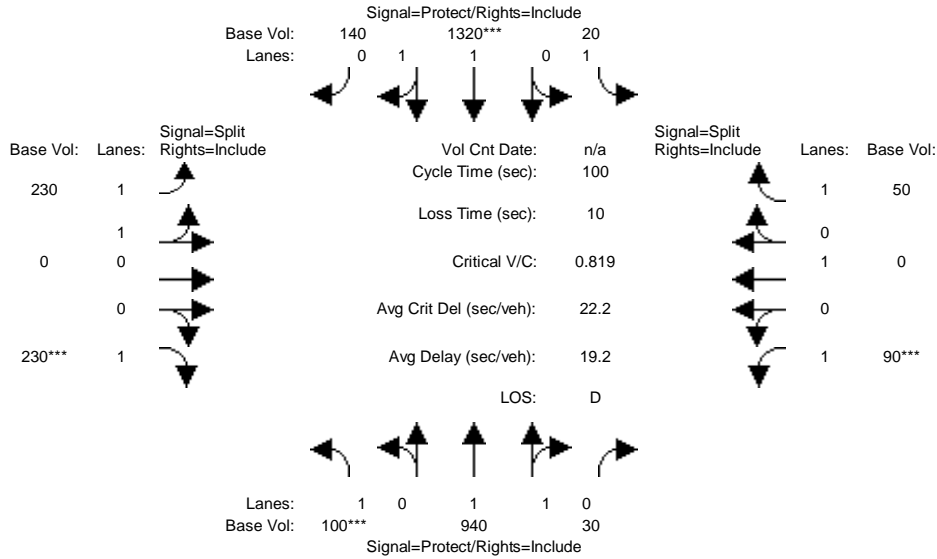 Signal=Protect/Rights=Include
Base Vol: 140 1320*** 20
Lanes: 0 1 1 0 1
Signal=Split Signal=Split
Base Vol: Lanes: Rights=Include Vol Cnt Date: n/a Rights=Include Lanes: Base Vol:
Cycle Time (sec): 100
230 1 1 50
Loss Time (sec): 10
1 0
0 0 Critical V/C: 0.819 1 0
0 Avg Crit Del (sec/veh): 22.2 0
230*** 1 Avg Delay (sec/veh): 19.2 1 90***
LOS: D
Lanes: 1 0 1 1 0
Base Vol: 100*** 940 30
Signal=Protect/Rights=Include